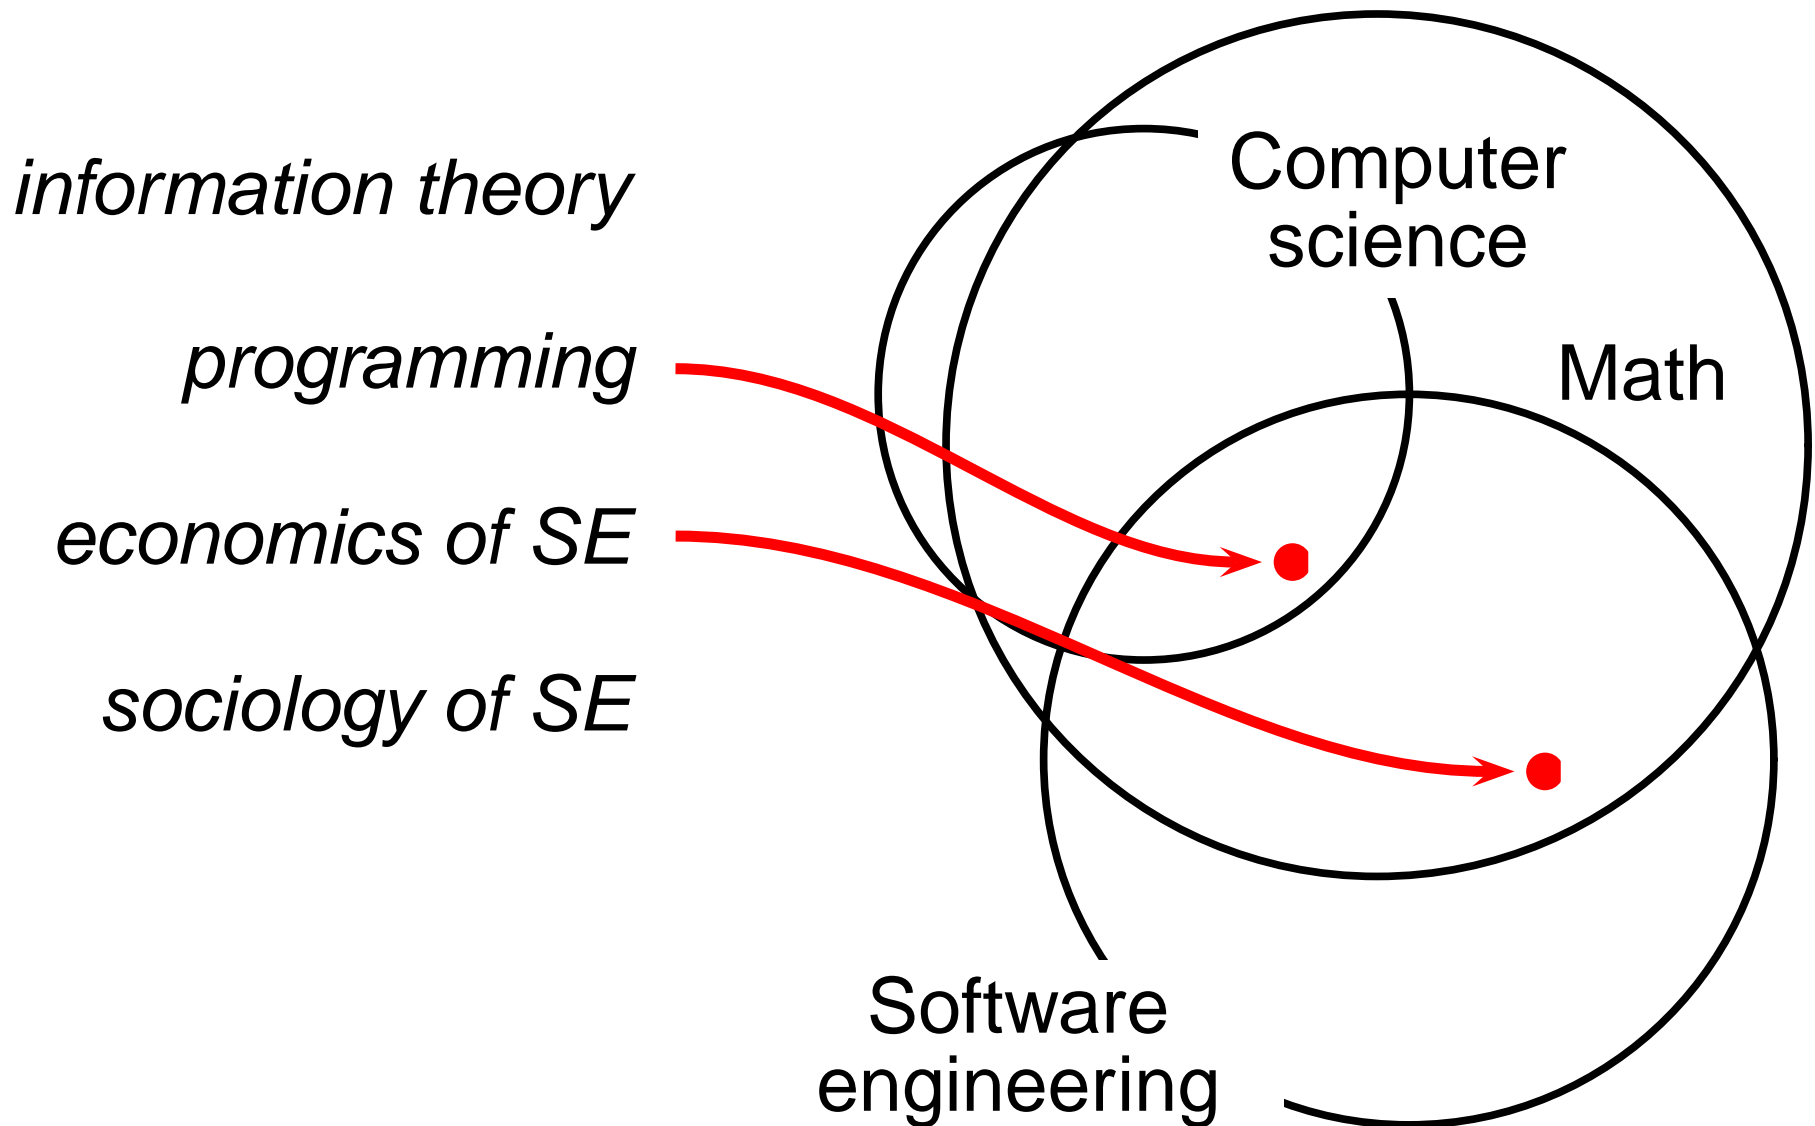 information theory
programming
economics of SE
sociology of SE
Computer
science
Math
Software
engineering